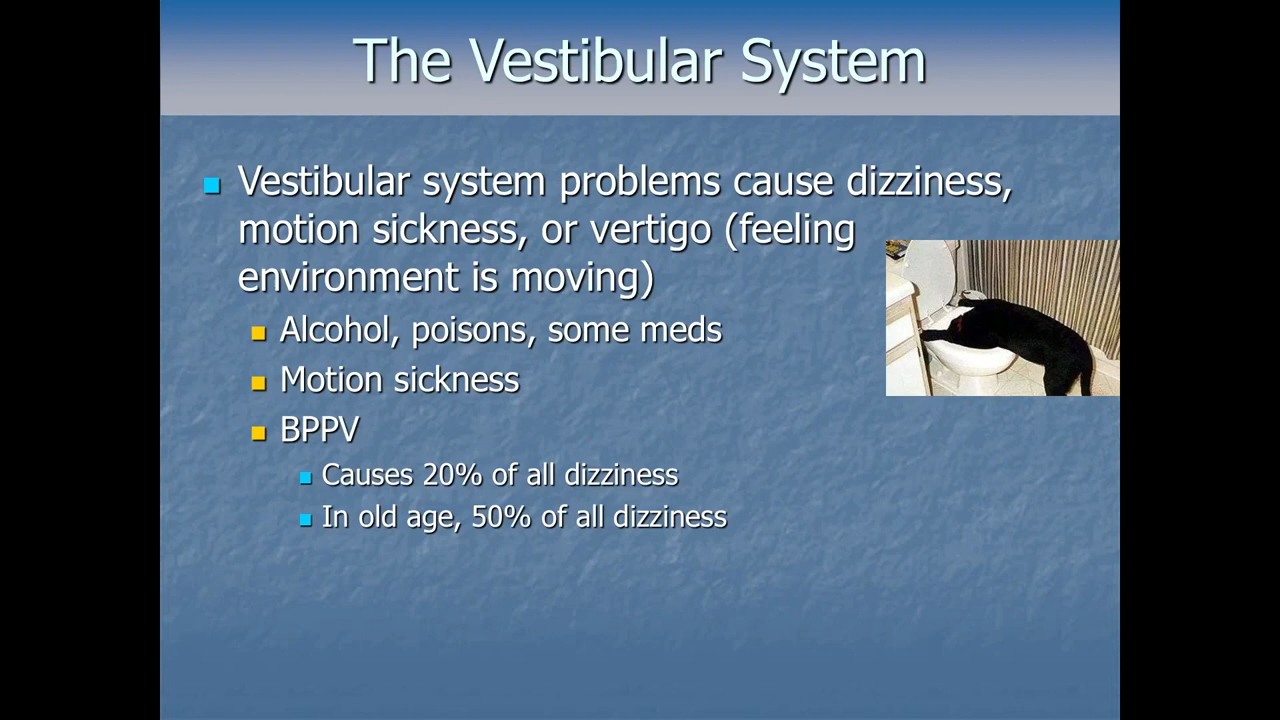 The Vestibular System
Vestibular system problems cause dizziness,
motion sickness, or vertigo (feeling
environment is moving)
Alcohol, poisons, some meds
Motion sickness
BPPV
Causes 20% of all dizziness
In old age, 50% of all dizziness